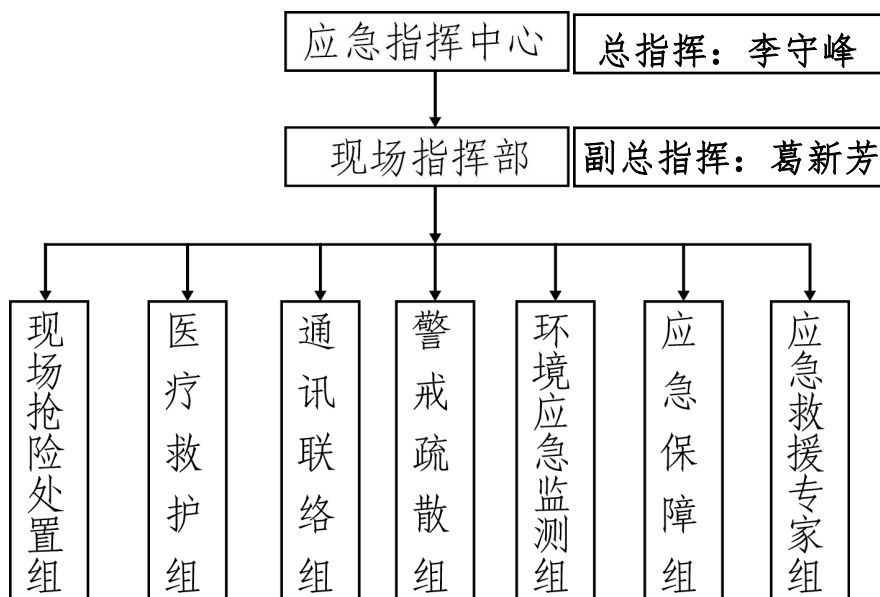 应急指挥中心
总指挥：李守峰
现场指挥部
副总指挥：葛新芳
现场抢险处置组
医疗救护组
通讯联络组
警戒疏散组
环境应急监测组
应急保障组
应急救援专家组